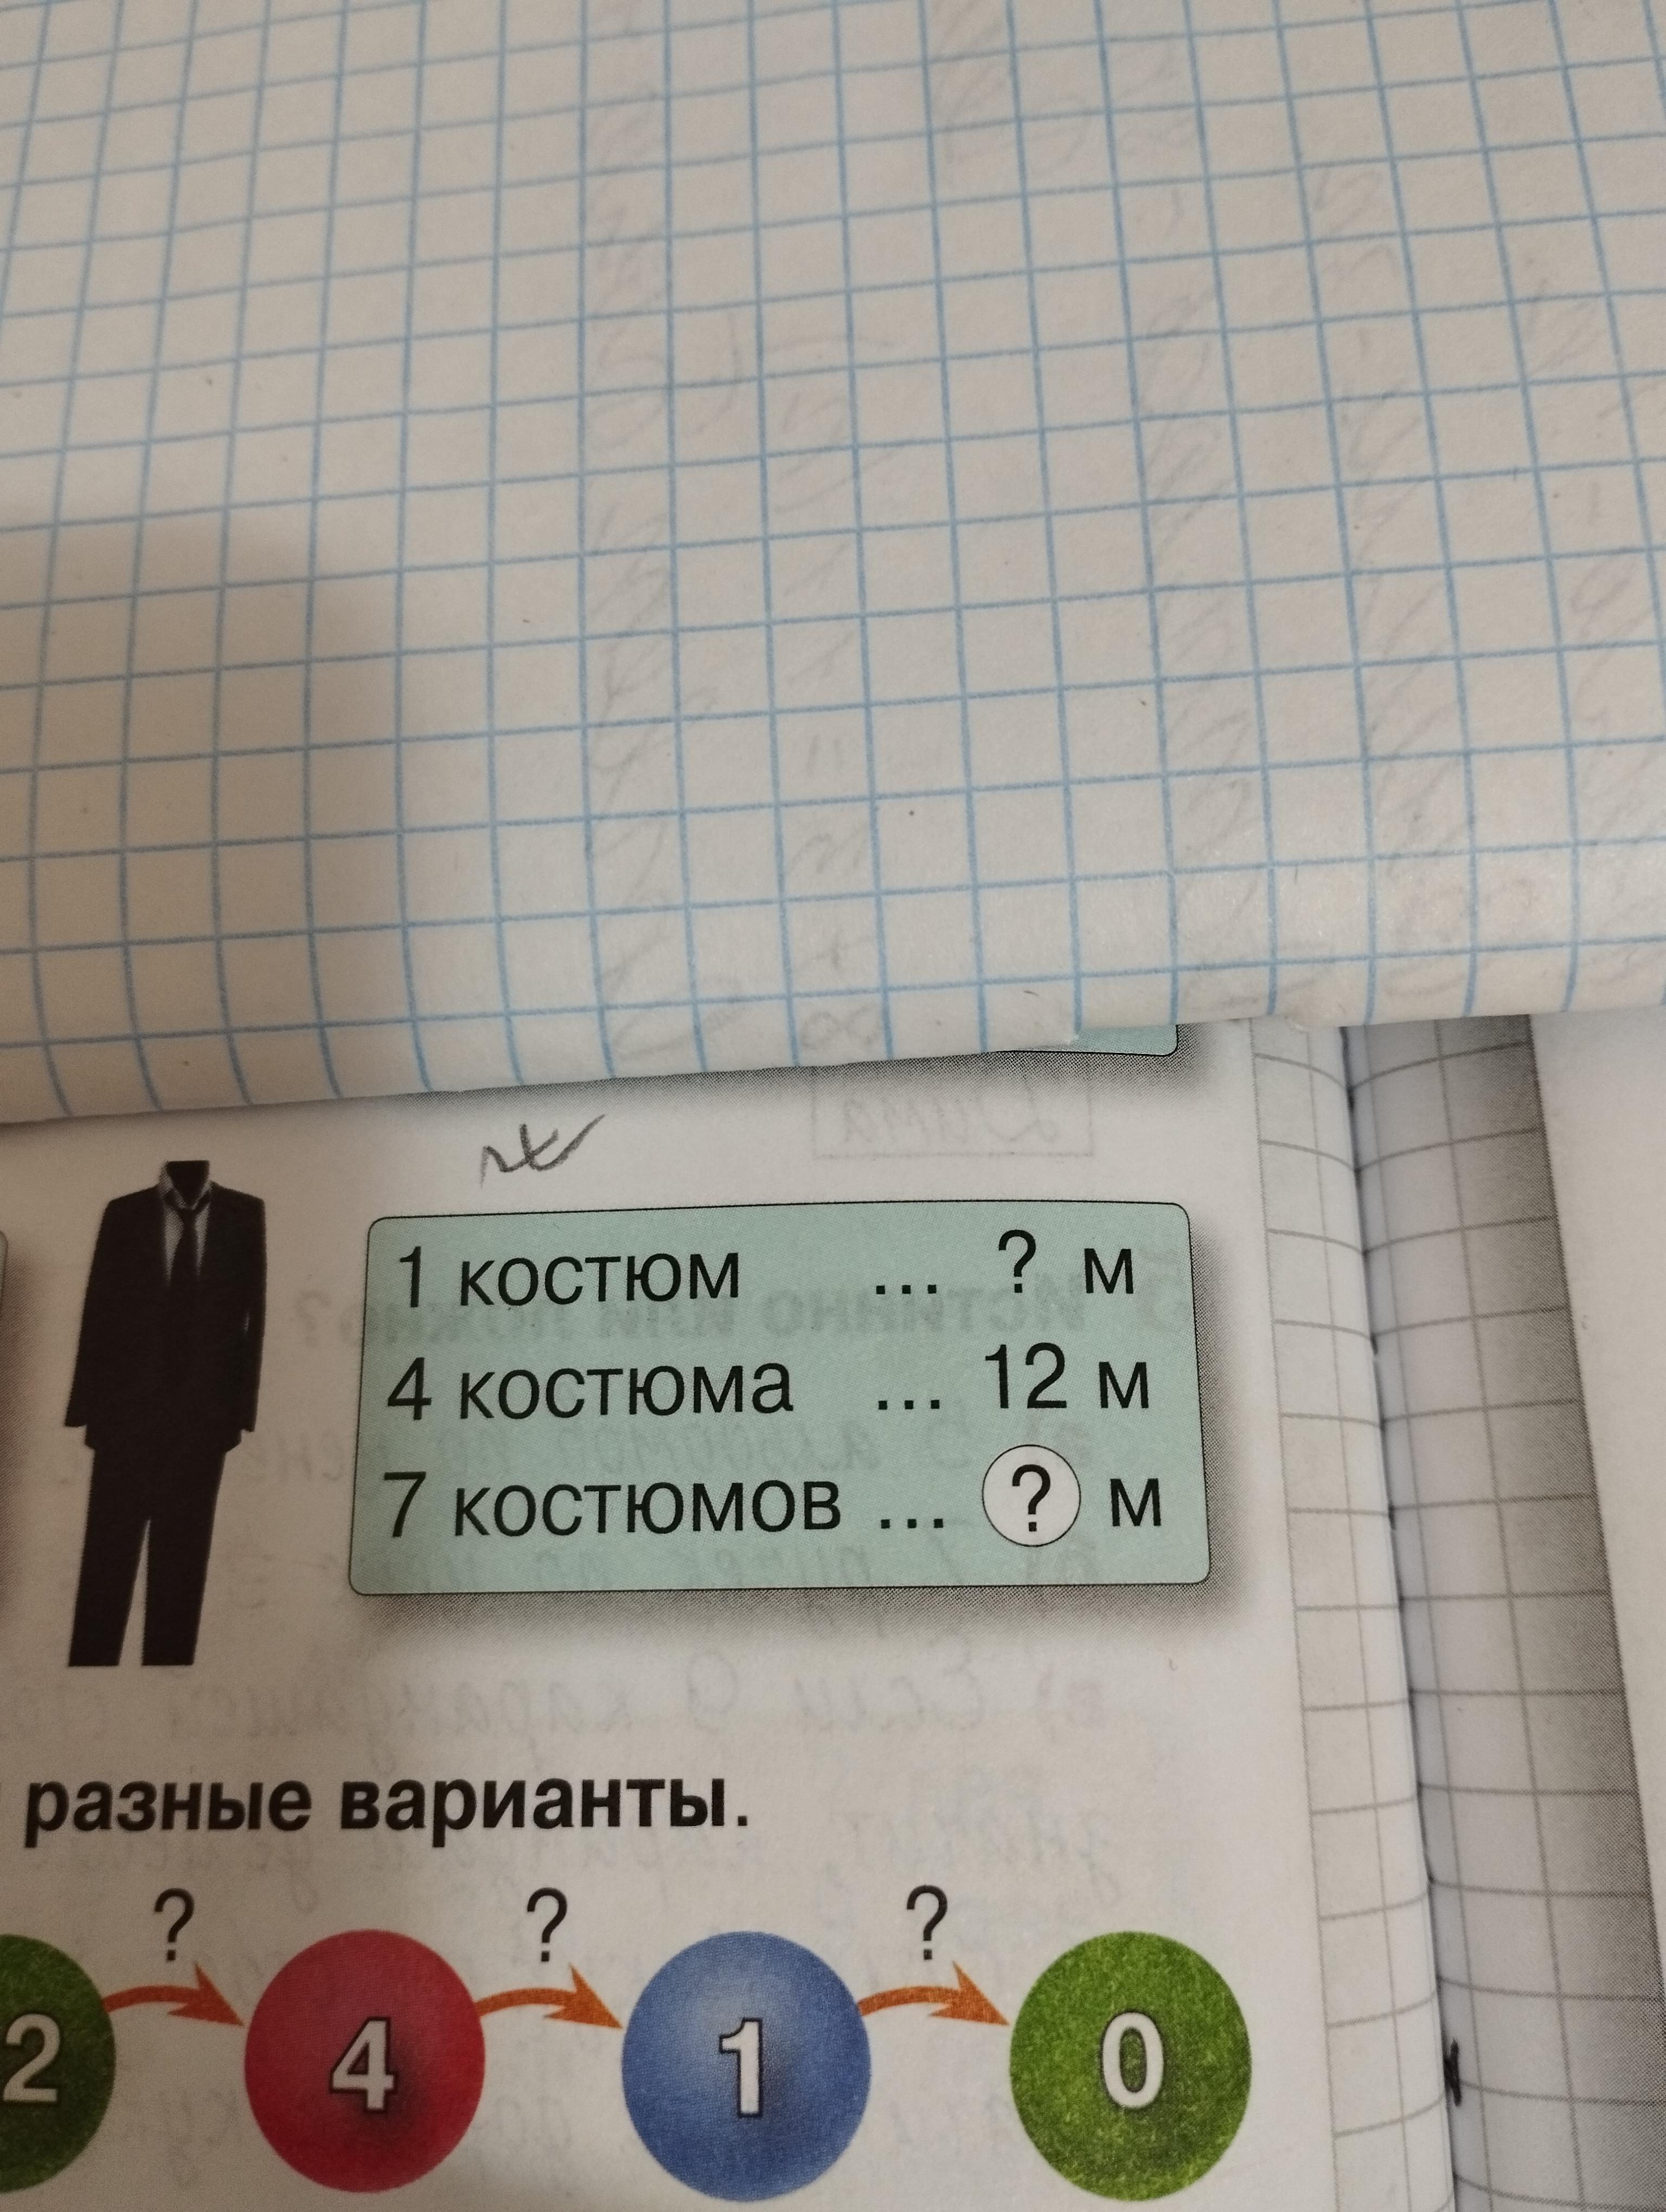 1 костюм ... ? м
4 костюма ... 12 м
7 костюмов ... ? м
разные варианты.
? ? ?
2 4 1 0